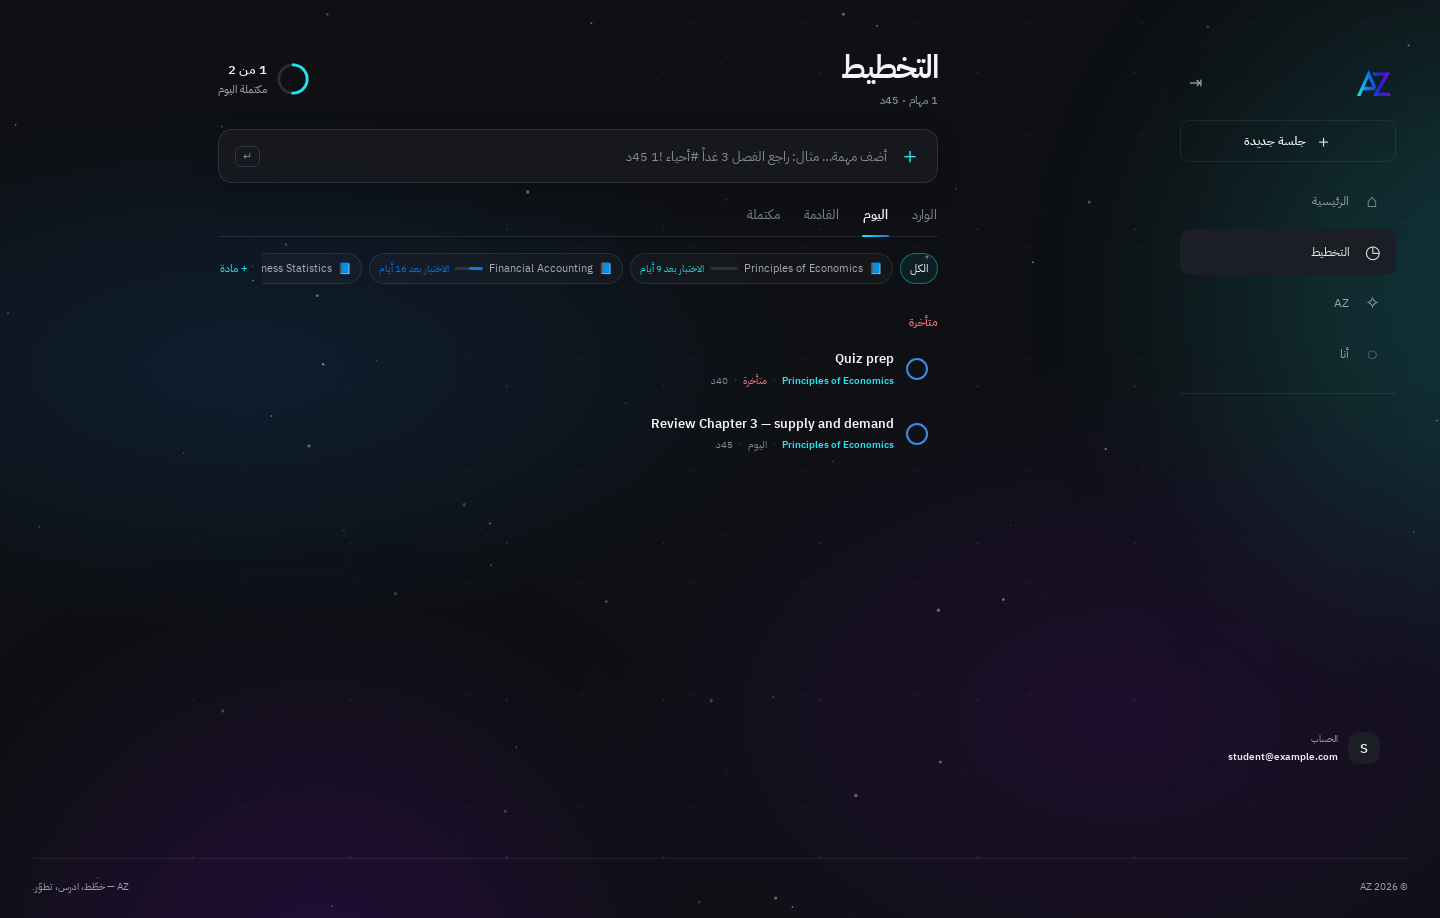 AZ
جلسة جديدة
الرئيسية
التخطيط
AZ
أنا
الحساب
student@example.com
S
التخطيط
1 مهام · 45د
1 من 2
مكتملة اليوم
أضف مهمة... مثال: راجع الفصل 3 غداً #أحياء !1 45د
الوارد اليوم القادمة مكتملة
الكل
Principles of Economics الاختبار بعد 9 أيام
Financial Accounting الاختبار بعد 16 أيام
ness Statistics
+ مادة
متأخرة
Quiz prep
Principles of Economics · متأخرة · 40د
Review Chapter 3 — supply and demand
Principles of Economics · اليوم · 45د
© AZ 2026
AZ — خطّط، ادرس، تطوّر.